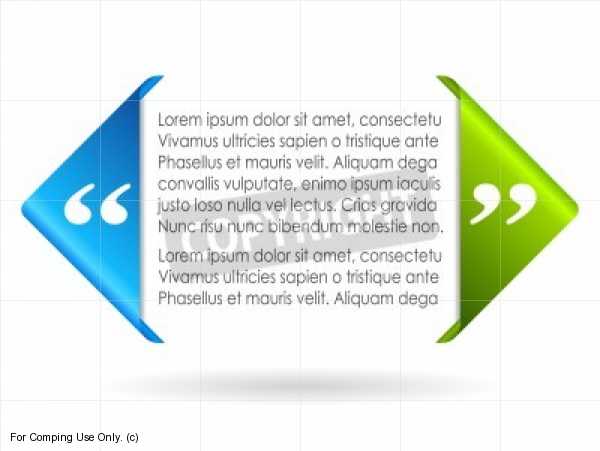 Lorem ipsum dolor sit amet, consectetu
Vivamus ultricies sapien o tristique ante
Phasellus et mauris velit. Aliquam dega
convallis vulputate, enimo ipsum iaculis
justo loso nulla vel lectus. Cras gravida
Nunc risu nunc bibendum molestie non.
Lorem ipsum dolor sit amet, consectetu
Vivamus ultricies sapien o tristique ante
Phasellus et mauris velit. Aliquam dega
“ ”
COPYRIGHT
For Comping Use Only. (c)